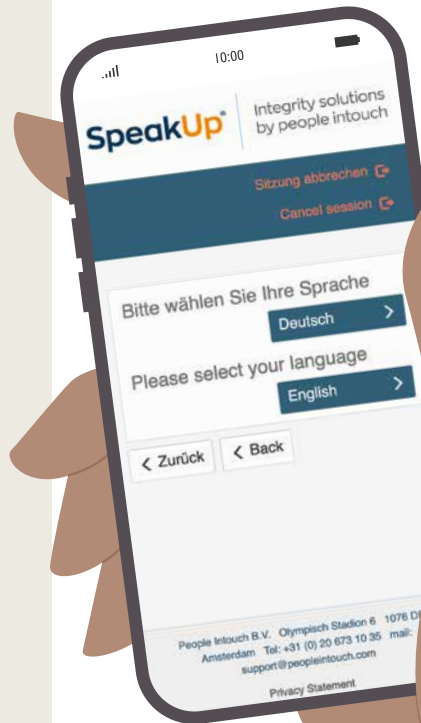 10:00
SpeakUp®
Integrity solutions
by people intouch
Sitzung abbrechen
Cancel session
Bitte wählen Sie Ihre Sprache
Deutsch
Please select your language
English
< Zurück
< Back
People Intouch B.V. Olympisch Stadion 6 1076
Amsterdam Tel: +31 (0) 20 673 10 35 mail:
support@peopleintouch.com
Privacy Statement